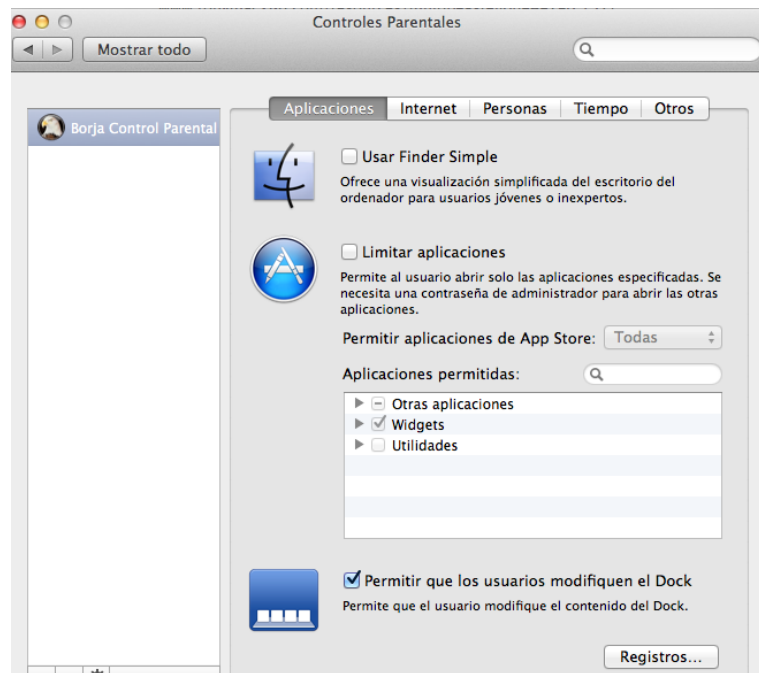 Controles Parentales
Mostrar todo
Aplicaciones Internet Personas Tiempo Otros
Borja Control Parental
Usar Finder Simple
Ofrece una visualización simplificada del escritorio del
ordenador para usuarios jóvenes o inexpertos.
Limitar aplicaciones
Permite al usuario abrir solo las aplicaciones especificadas. Se
necesita una contraseña de administrador para abrir las otras
aplicaciones.
Permitir aplicaciones de App Store: Todas
Aplicaciones permitidas:
Otras aplicaciones
Widgets
Utilidades
Permitir que los usuarios modifiquen el Dock
Permite que el usuario modifique el contenido del Dock.
Registros...